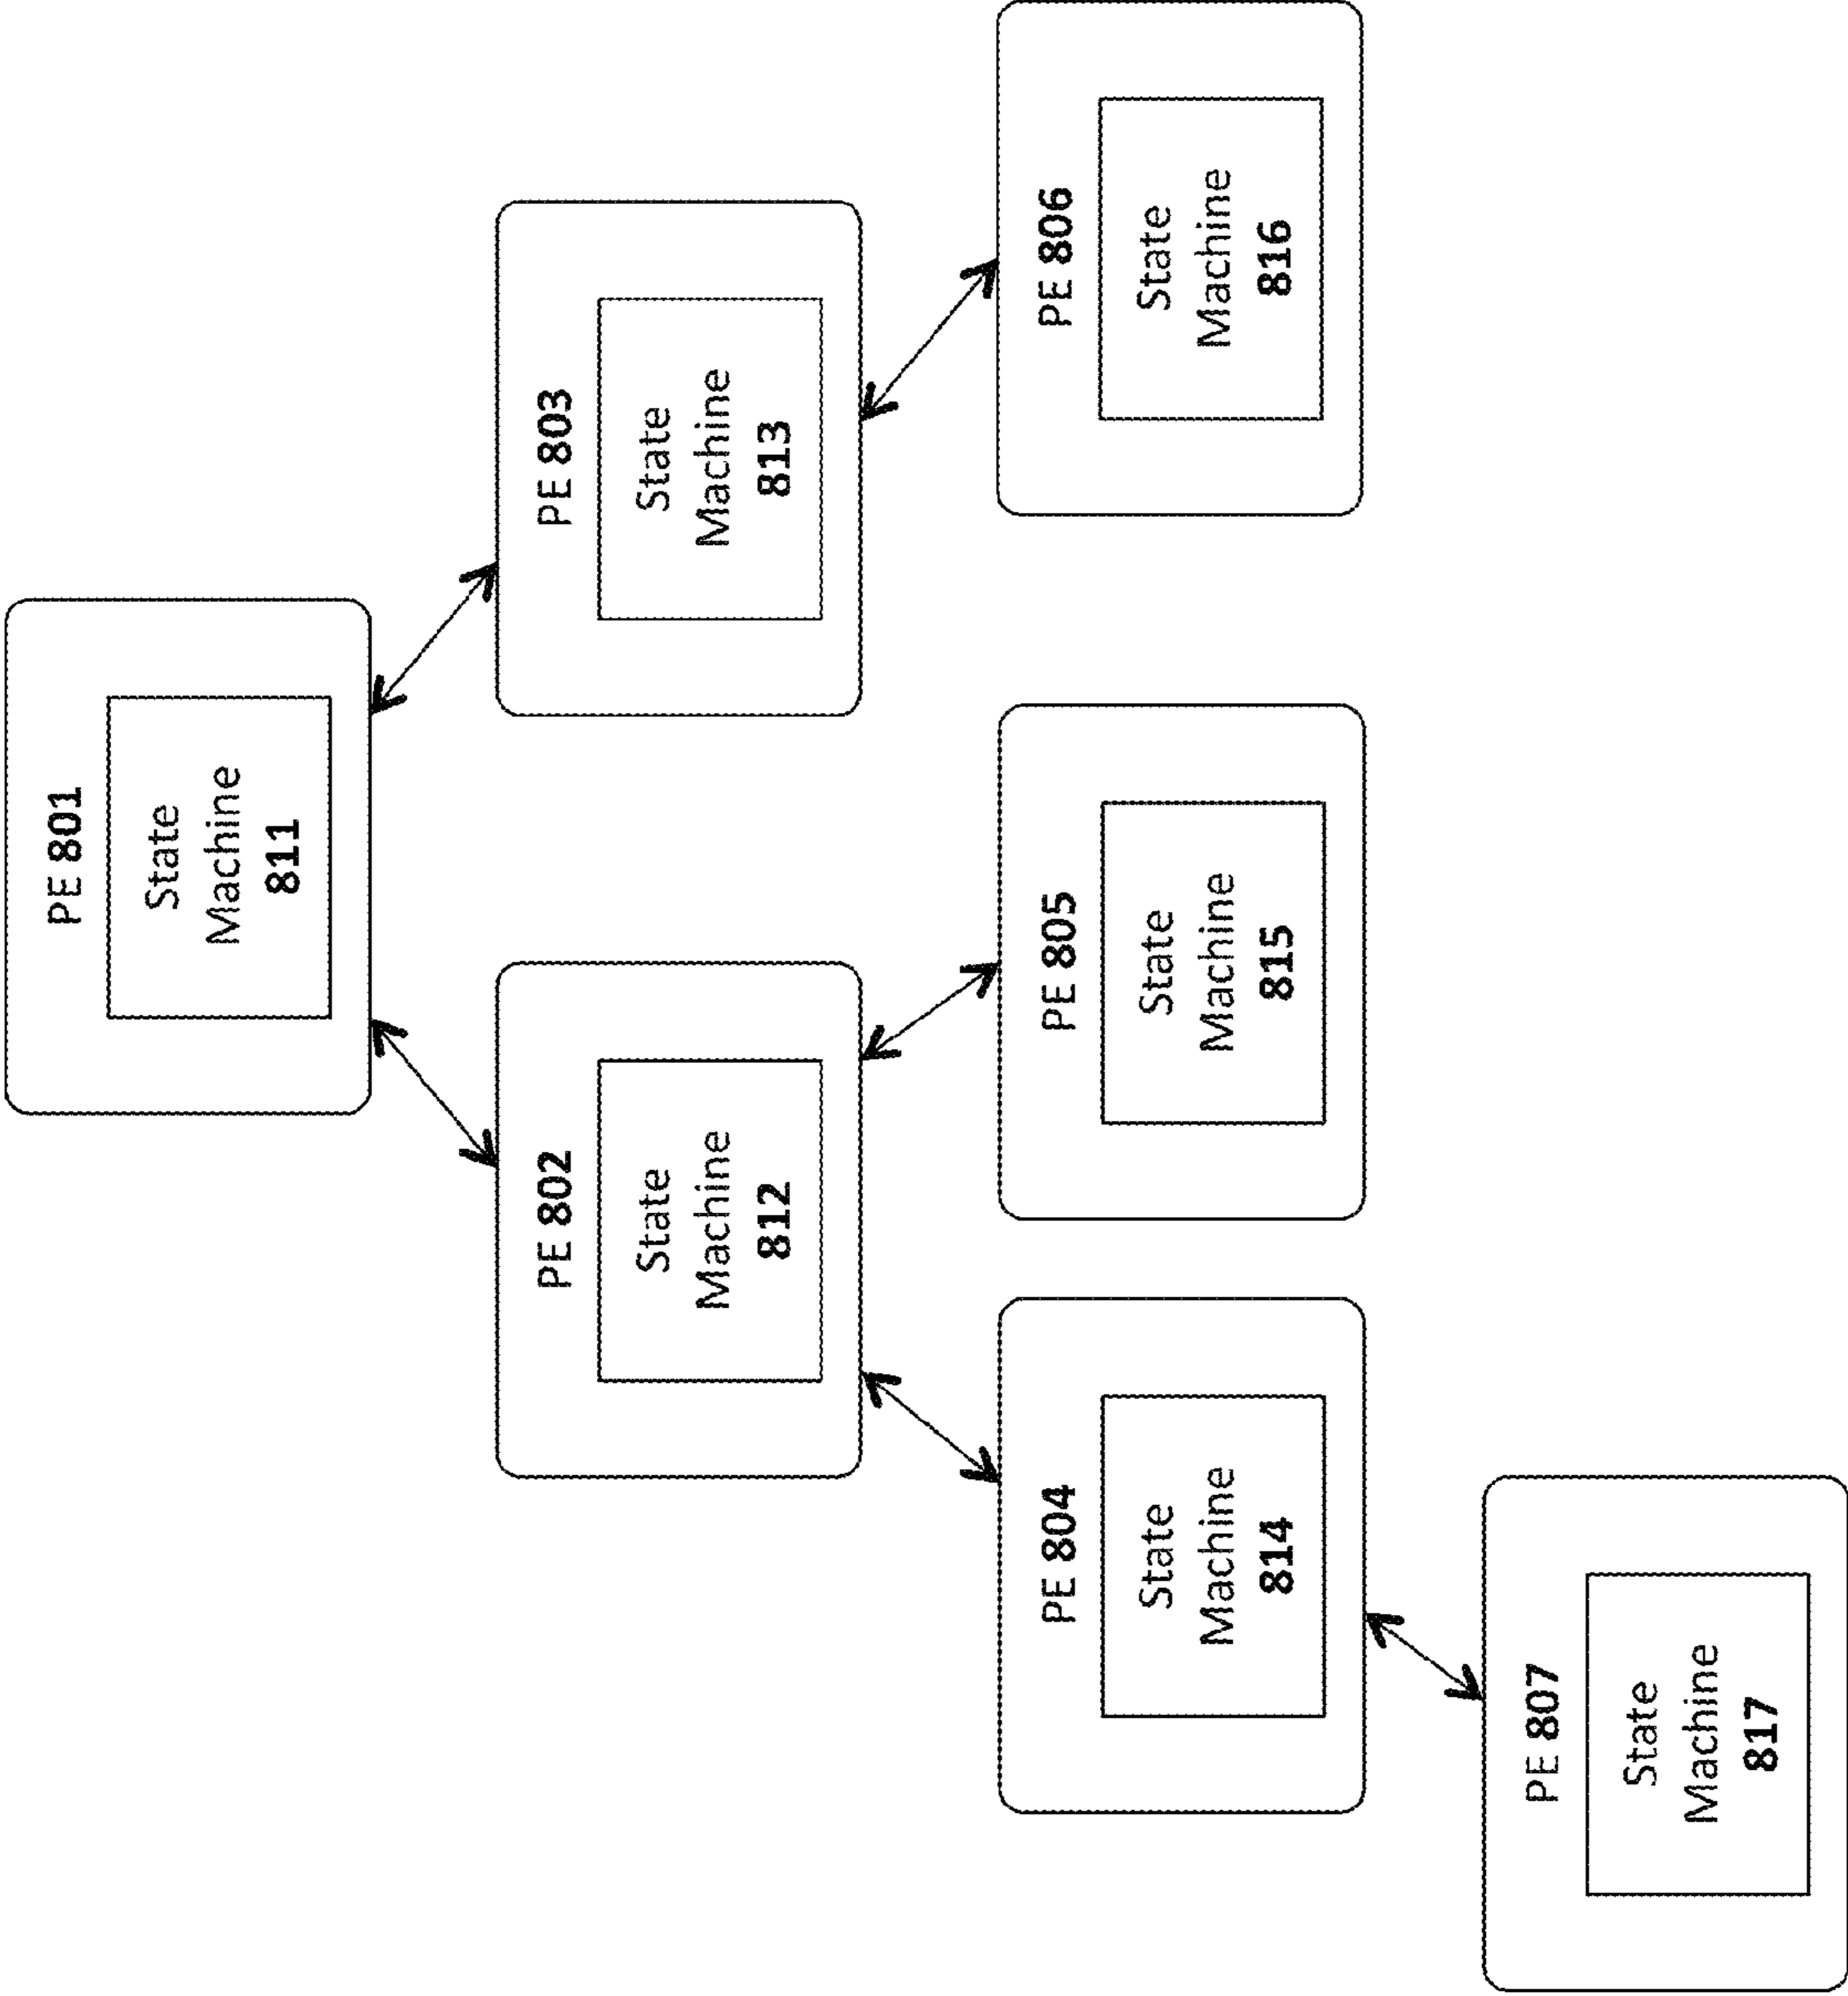 PE 801
State
Machine
811
PE 802
State
Machine
812
PE 803
State
Machine
813
PE 804
State
Machine
814
PE 805
State
Machine
815
PE 806
State
Machine
816
PE 807
State
Machine
817